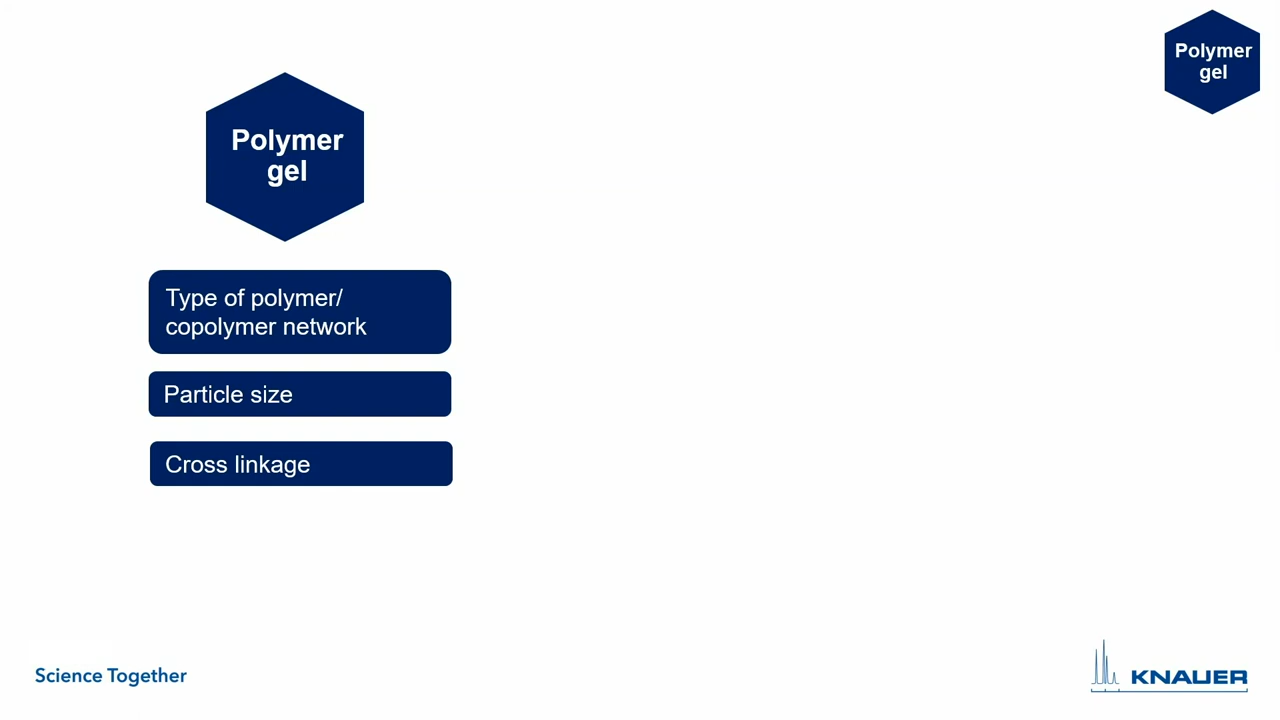 Polymer
gel
Polymer
gel
Type of polymer/
copolymer network
Particle size
Cross linkage
Science Together
KNAUER